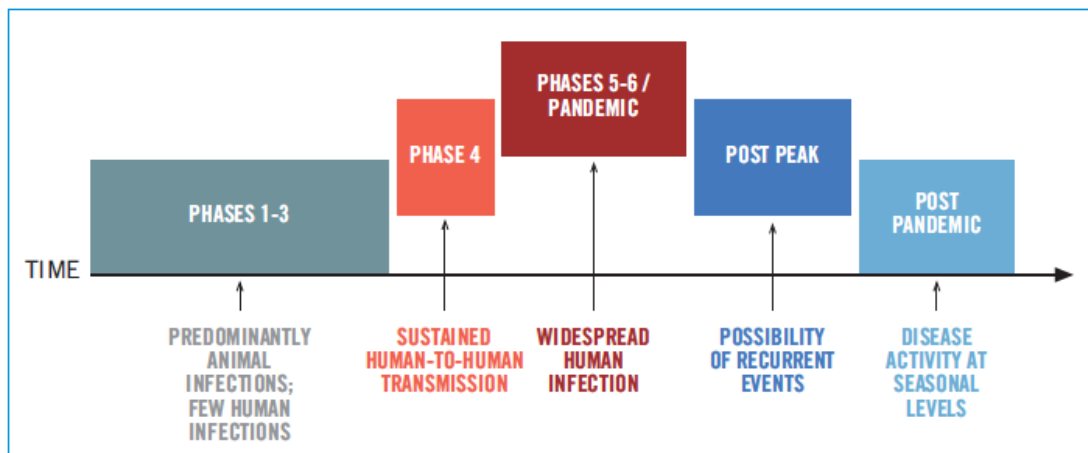 PHASES 5-6 /
PANDEMIC
PHASE 4
POST PEAK
PHASES 1-3
POST
PANDEMIC
TIME
PREDOMINANTLY
ANIMAL
INFECTIONS;
FEW HUMAN
INFECTIONS
SUSTAINED
HUMAN-TO-HUMAN
TRANSMISSION
WIDESPREAD
HUMAN
INFECTION
POSSIBILITY
OF RECURRENT
EVENTS
DISEASE
ACTIVITY AT
SEASONAL
LEVELS